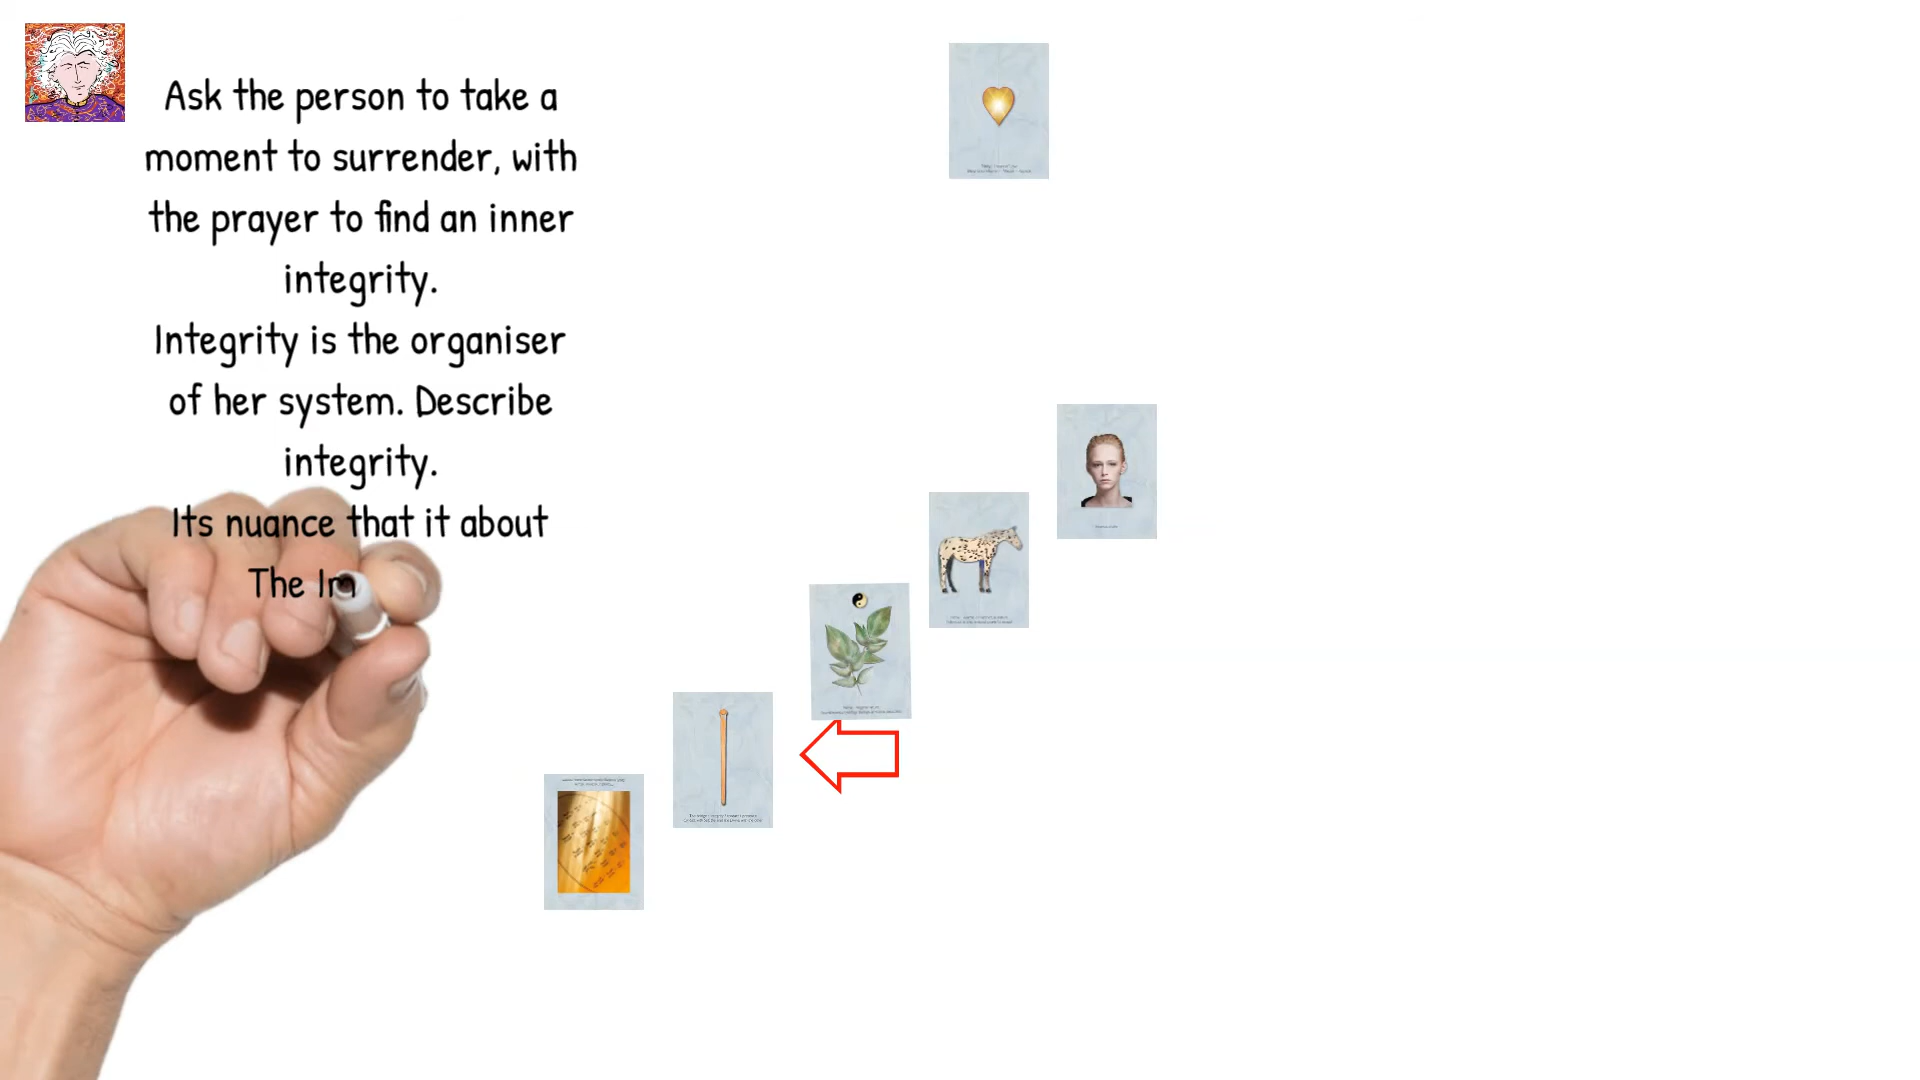 Ask the person to take a
moment to surrender, with
the prayer to find an inner
integrity.
Integrity is the organiser
of her system. Describe
integrity.
Its nuance that it about
The Im